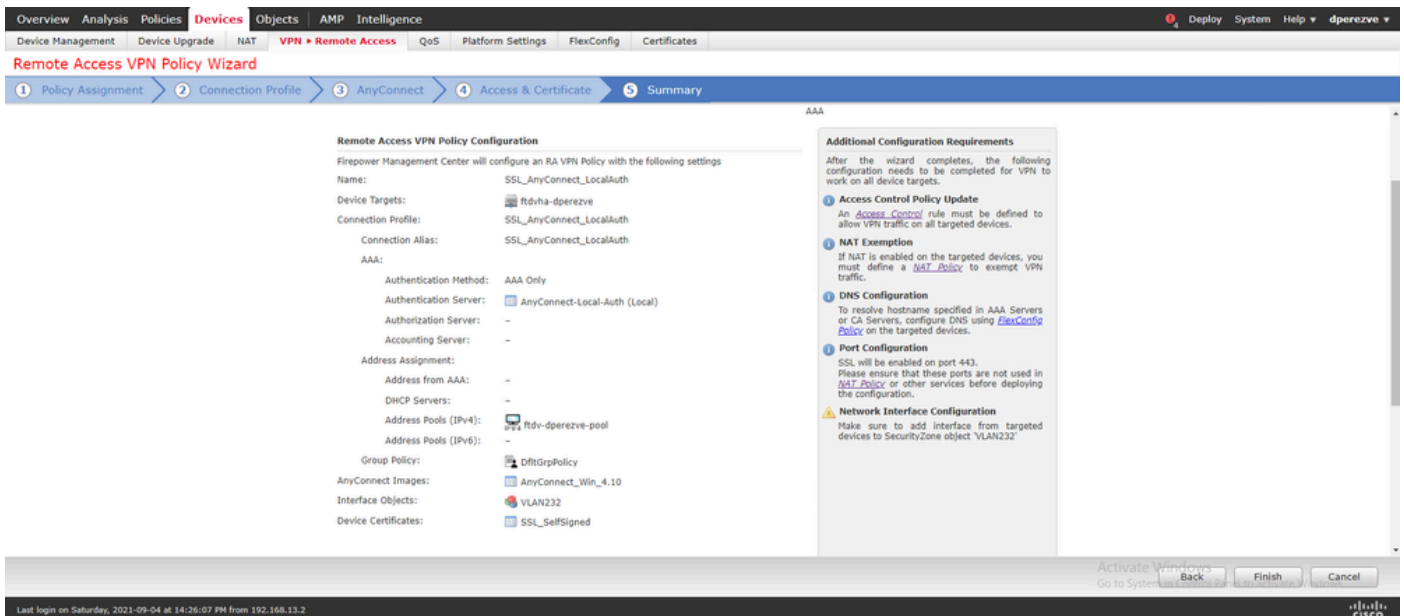 Overview Analysis Policies Devices Objects AMP Intelligence 4 Deploy System Help dperezve
Device Management Device Upgrade NAT VPN ▸ Remote Access QoS Platform Settings FlexConfig Certificates
Remote Access VPN Policy Wizard
1 Policy Assignment 2 Connection Profile 3 AnyConnect 4 Access & Certificate 5 Summary
AAA
Remote Access VPN Policy Configuration
Firepower Management Center will configure an RA VPN Policy with the following settings
Name: SSL_AnyConnect_LocalAuth
Device Targets: ftdvha-dperezve
Connection Profile: SSL_AnyConnect_LocalAuth
Connection Alias: SSL_AnyConnect_LocalAuth
AAA:
Authentication Method: AAA Only
Authentication Server: AnyConnect-Local-Auth (Local)
Authorization Server: –
Accounting Server: –
Address Assignment:
Address from AAA: –
DHCP Servers: –
Address Pools (IPv4): ftdv-dperezve-pool
Address Pools (IPv6): –
Group Policy: DfltGrpPolicy
AnyConnect Images: AnyConnect_Win_4.10
Interface Objects: VLAN232
Device Certificates: SSL_SelfSigned
Additional Configuration Requirements
After the wizard completes, the following
configuration needs to be completed for VPN to
work on all device targets.
Access Control Policy Update
An Access Control rule must be defined to
allow VPN traffic on all targeted devices.
NAT Exemption
If NAT is enabled on the targeted devices, you
must define a NAT Policy to exempt VPN
traffic.
DNS Configuration
To resolve hostname specified in AAA Servers
or CA Servers, configure DNS using FlexConfig
Policy on the targeted devices.
Port Configuration
SSL will be enabled on port 443.
Please ensure that these ports are not used in
NAT Policy or other services before deploying
the configuration.
Network Interface Configuration
Make sure to add interface from targeted
devices to SecurityZone object 'VLAN232'
Activate Windows
Go to System in Control Panel to activate Windows.
Back Finish Cancel
Last login on Saturday, 2021-09-04 at 14:26:07 PM from 192.168.13.2
CISCO